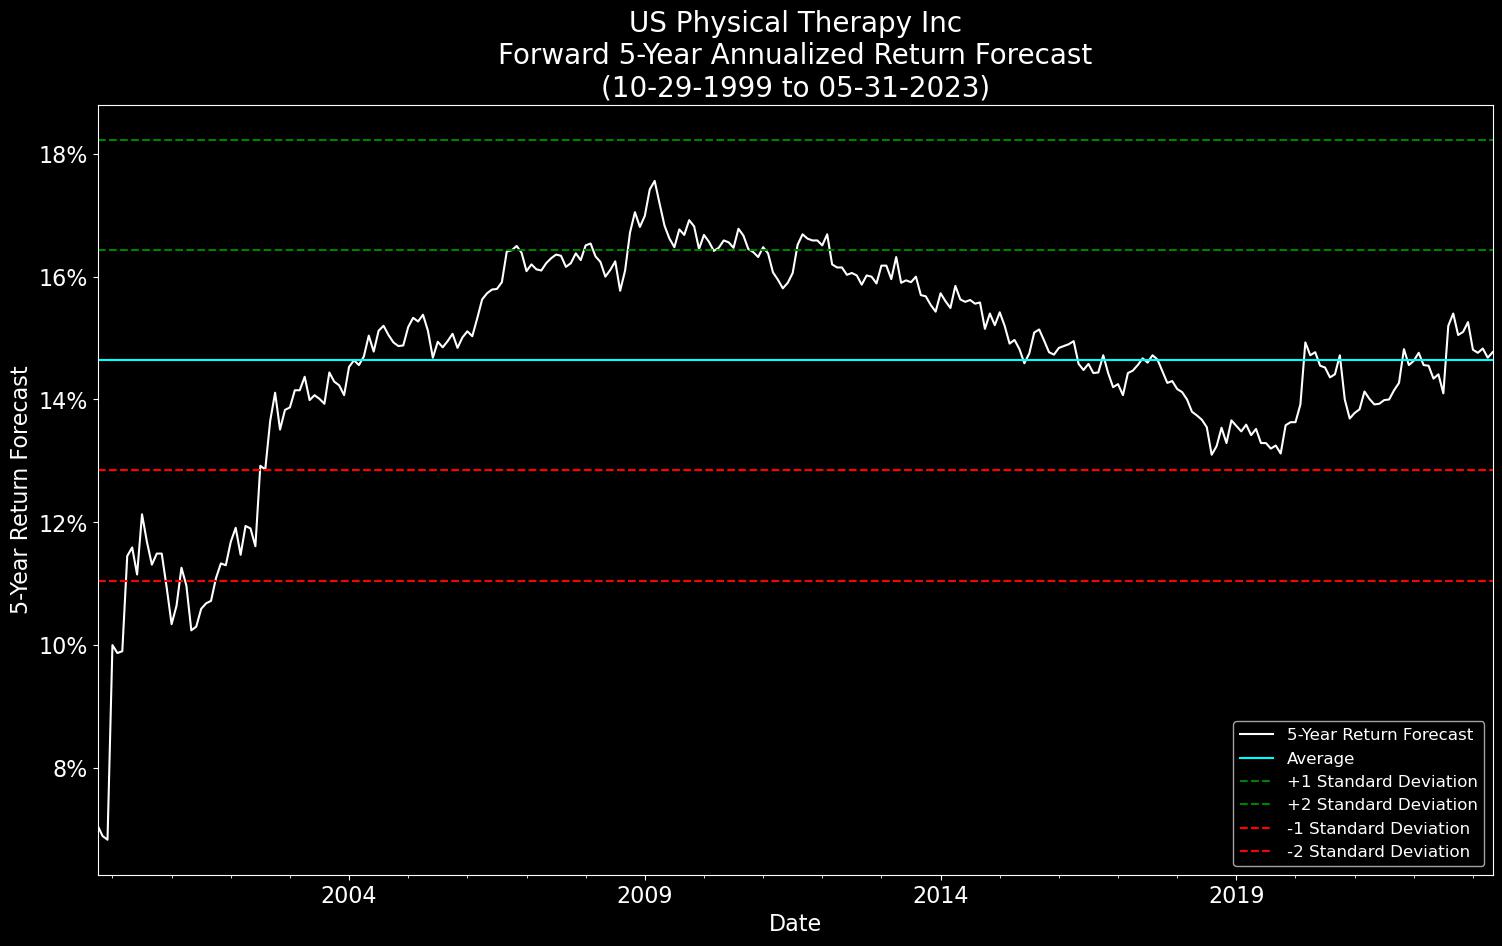 US Physical Therapy Inc
Forward 5-Year Annualized Return Forecast
(10-29-1999 to 05-31-2023)
5-Year Return Forecast
18%
16%
14%
12%
10%
8%
2004
2009
2014
2019
Date
5-Year Return Forecast
Average
+1 Standard Deviation
+2 Standard Deviation
-1 Standard Deviation
-2 Standard Deviation